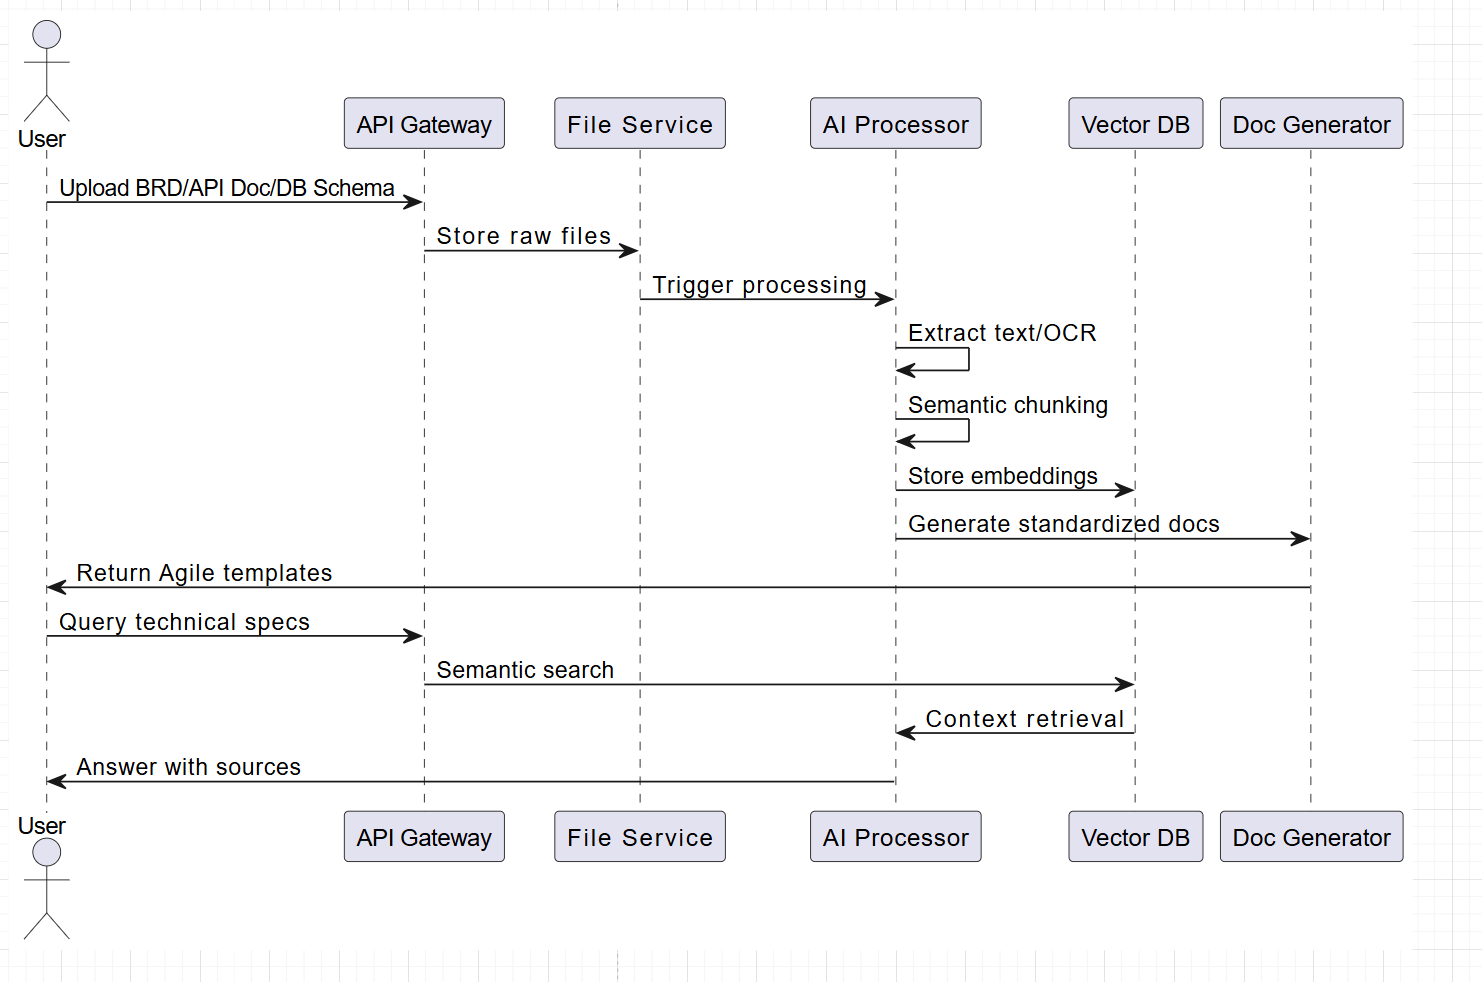 User
API Gateway
File Service
AI Processor
Vector DB
Doc Generator
Upload BRD/API Doc/DB Schema
Store raw files
Trigger processing
Extract text/OCR
Semantic chunking
Store embeddings
Generate standardized docs
Return Agile templates
Query technical specs
Semantic search
Context retrieval
Answer with sources
User
API Gateway
File Service
AI Processor
Vector DB
Doc Generator